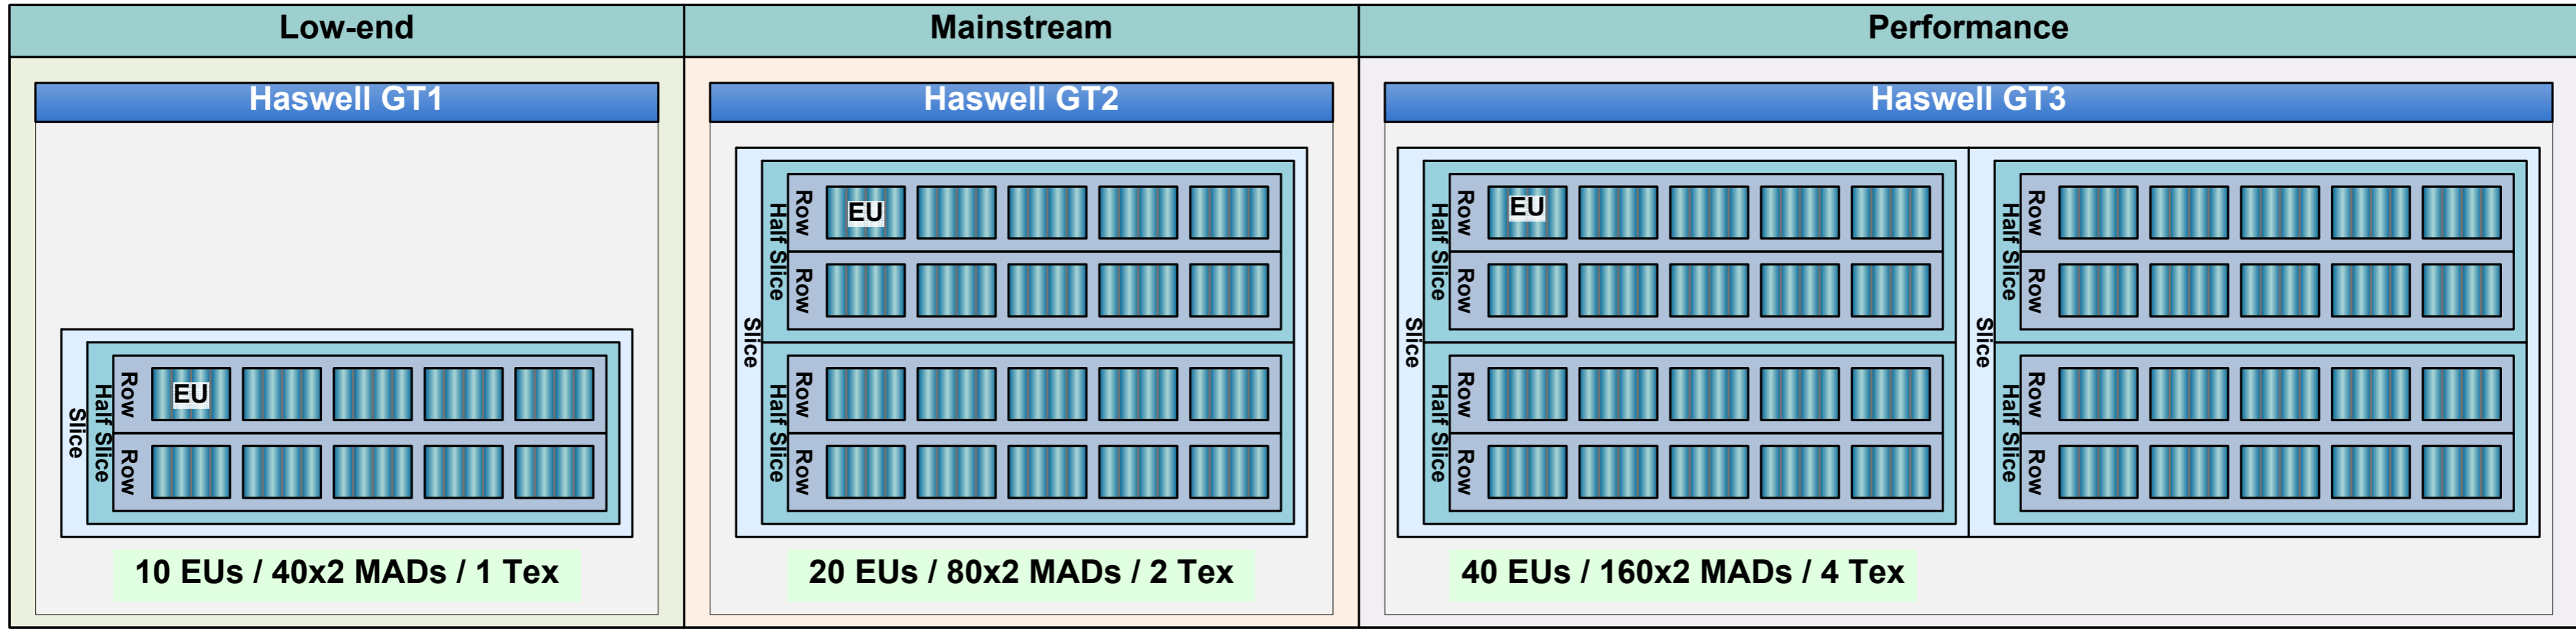 Low-end
Mainstream
Performance
Haswell GT1
Haswell GT2
Haswell GT3
Slice
Half Slice
Row
EU
Row
10 EUs / 40x2 MADs / 1 Tex
Slice
Half Slice
Row
EU
Row
Half Slice
Row
Row
20 EUs / 80x2 MADs / 2 Tex
Slice
Half Slice
Row
EU
Row
Half Slice
Row
Row
Slice
Half Slice
Row
Row
Half Slice
Row
Row
40 EUs / 160x2 MADs / 4 Tex